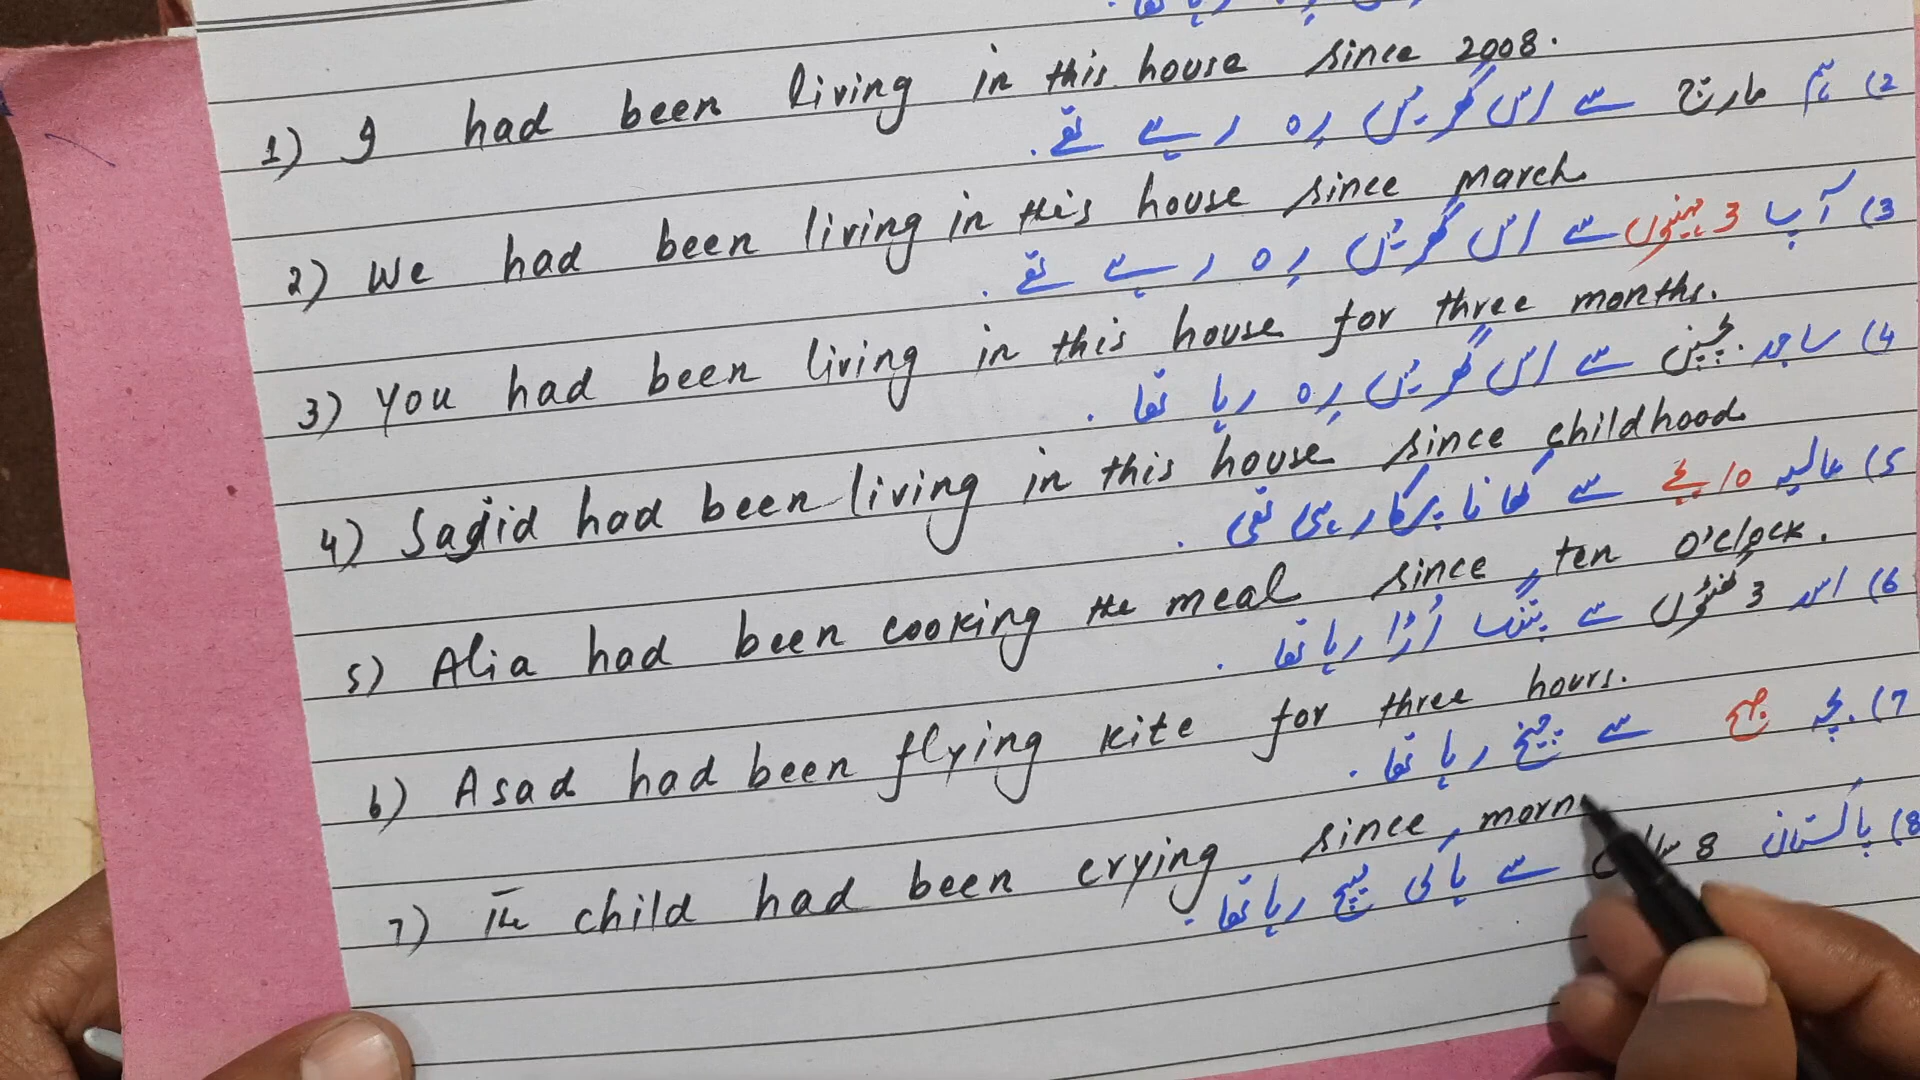 1) I had been living in this house since 2008.
2) ہم مارچ سے اس گھر میں رہ رہے تھے.
2) We had been living in this house since march.
3) آپ 3 مہینوں سے اس گھر میں رہ رہے تھے.
3) You had been living in this house for three months.
4) ساجد بچپن سے اس گھر میں رہ رہا تھا.
4) Sajid had been living in this house since childhood.
5) عالیہ 10 بجے سے کھانا پکا رہی تھی.
5) Alia had been cooking the meal since ten o'clock.
6) اسد 3 گھنٹوں سے پتنگ اُڑا رہا تھا.
6) Asad had been flying kite for three hours.
7) بچہ صبح سے چیخ رہا تھا.
7) The child had been crying since morn
8) پاکستان 8 سے ہاکی رہا تھا.